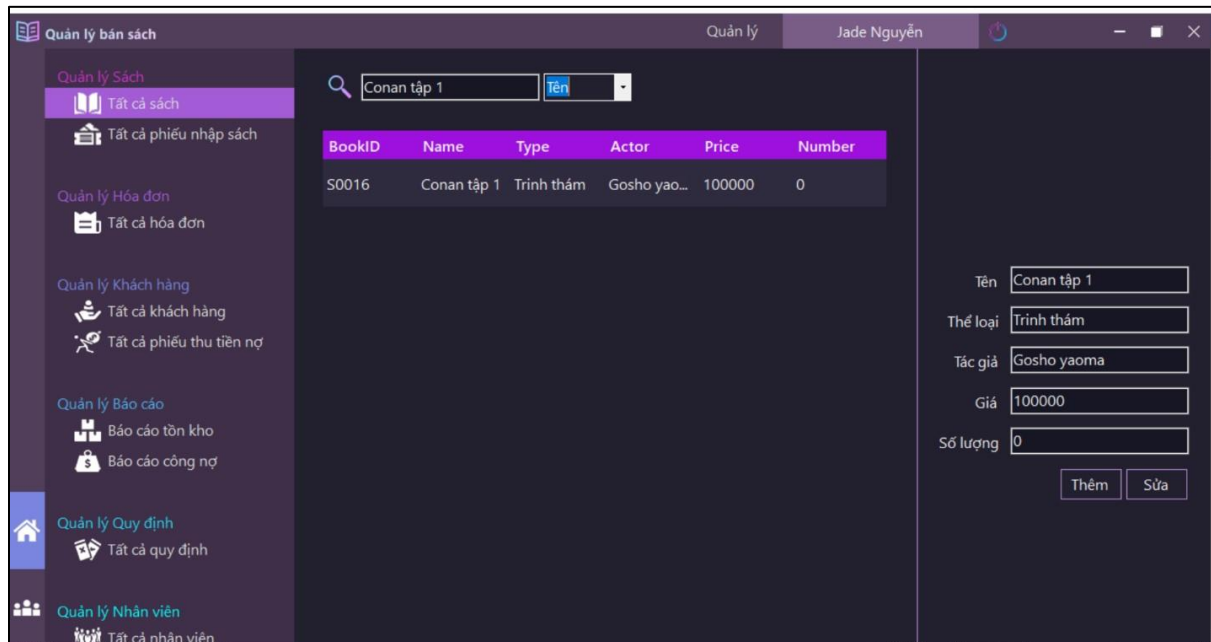 Quản lý bán sách
Quản lý
Jade Nguyễn
Quản lý Sách
Tất cả sách
Tất cả phiếu nhập sách
Quản lý Hóa đơn
Tất cả hóa đơn
Quản lý Khách hàng
Tất cả khách hàng
Tất cả phiếu thu tiền nợ
Quản lý Báo cáo
Báo cáo tồn kho
Báo cáo công nợ
Quản lý Quy định
Tất cả quy định
Quản lý Nhân viên
Tất cả nhân viên
Conan tập 1 Tên
BookID Name Type Actor Price Number
S0016 Conan tập 1 Trinh thám Gosho yao... 100000 0
Tên Conan tập 1
Thể loại Trinh thám
Tác giả Gosho yaoma
Giá 100000
Số lượng 0
Thêm Sửa